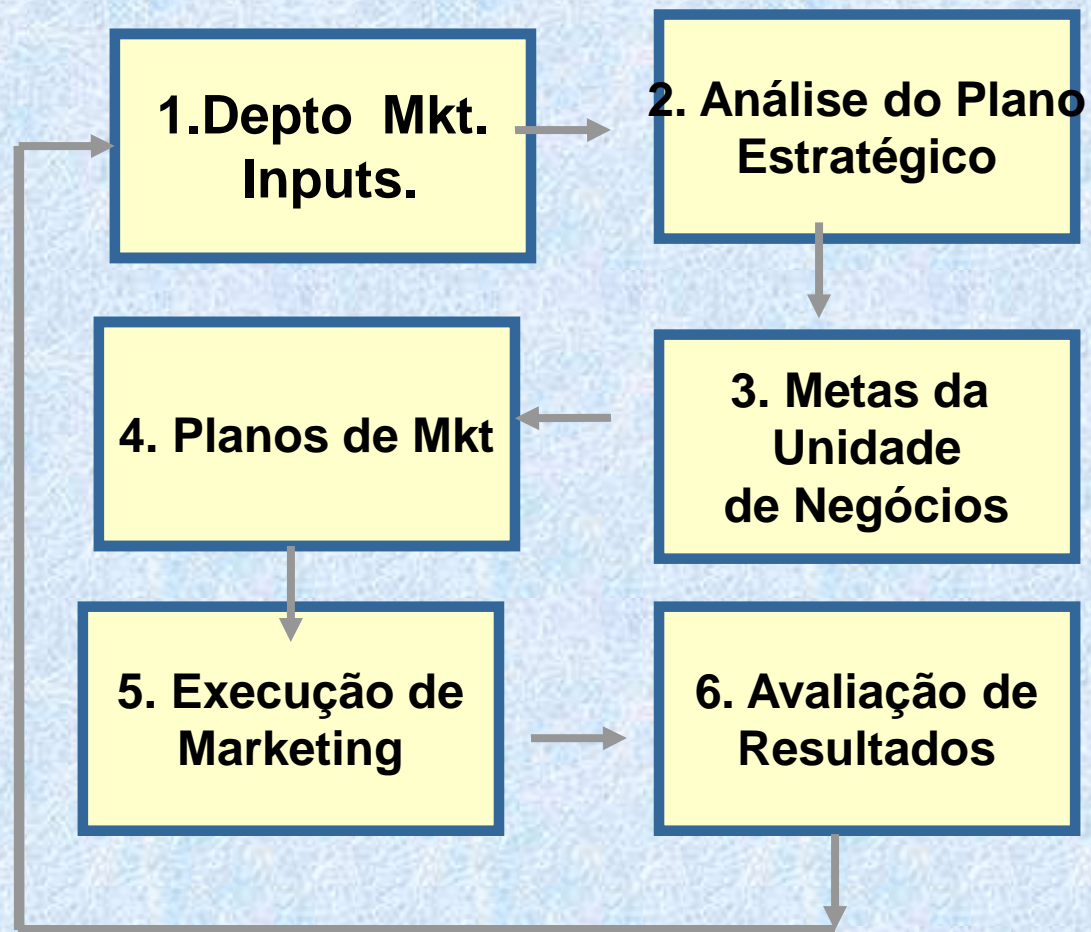 1.Depto Mkt.
Inputs.
2. Análise do Plano
Estratégico
3. Metas da
Unidade
de Negócios
4. Planos de Mkt
5. Execução de
Marketing
6. Avaliação de
Resultados